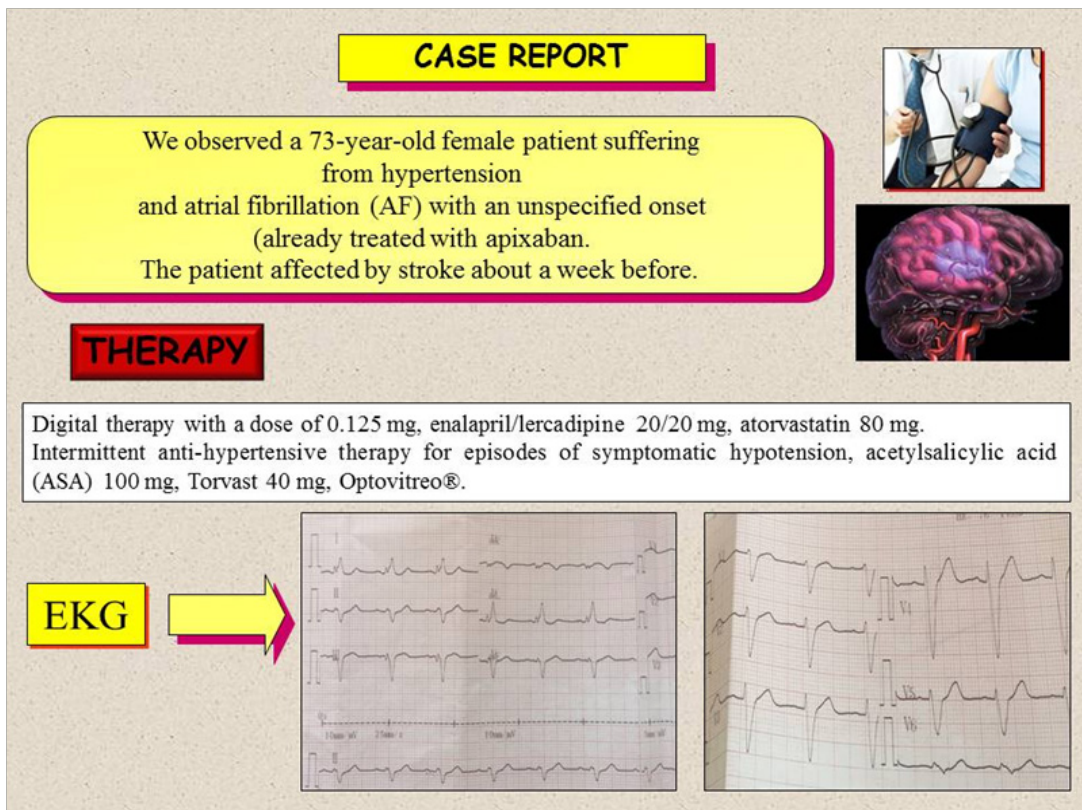 CASE REPORT
We observed a 73-year-old female patient suffering
from hypertension
and atrial fibrillation (AF) with an unspecified onset
(already treated with apixaban.
The patient affected by stroke about a week before.
THERAPY
Digital therapy with a dose of 0.125 mg, enalapril/lercadipine 20/20 mg, atorvastatin 80 mg.
Intermittent anti-hypertensive therapy for episodes of symptomatic hypotension, acetylsalicylic acid
(ASA) 100 mg, Torvast 40 mg, Optovitreo®.
EKG
I
II
V4
V5
V6